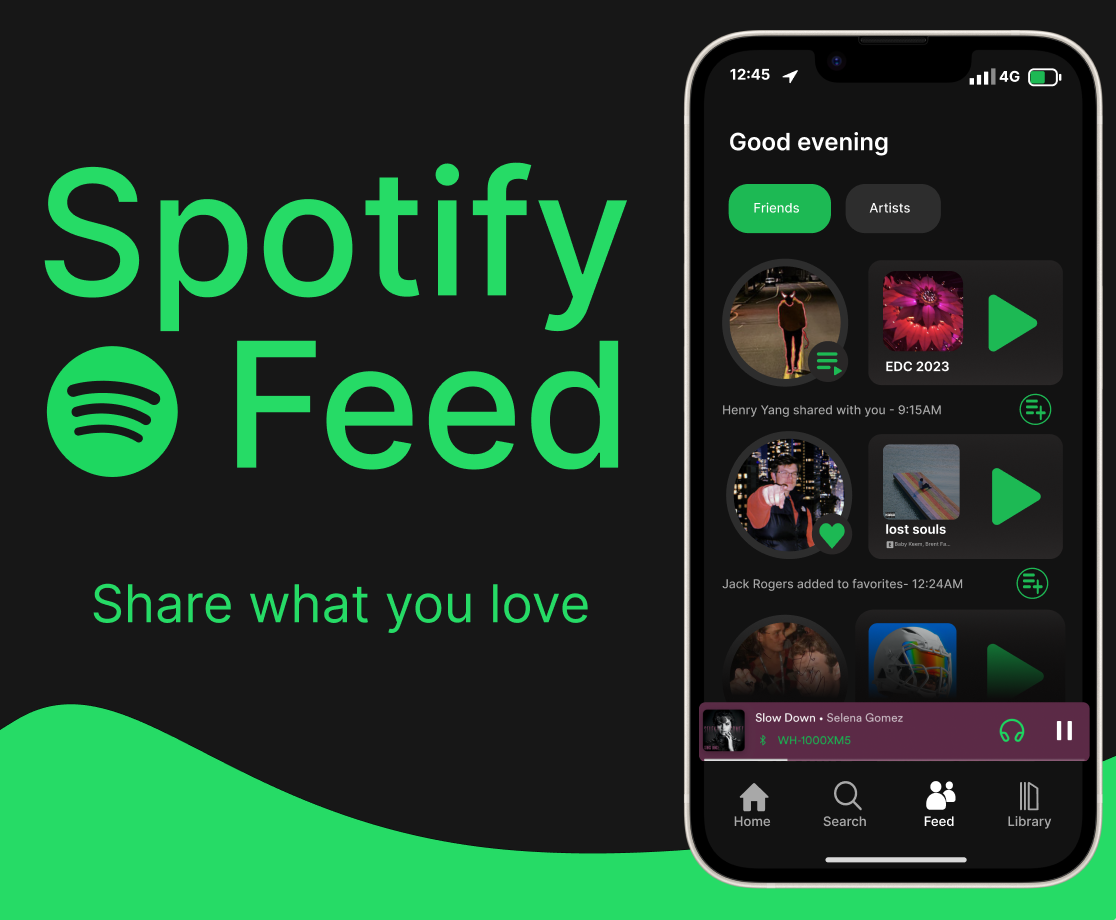 Spotify
Feed
Share what you love
12:45
4G
Good evening
Friends
Artists
EDC 2023
Henry Yang shared with you - 9:15AM
lost souls
E Baby Keem, Brent Fa...
Jack Rogers added to favorites- 12:24AM
Slow Down • Selena Gomez
WH-1000XM5
Home
Search
Feed
Library